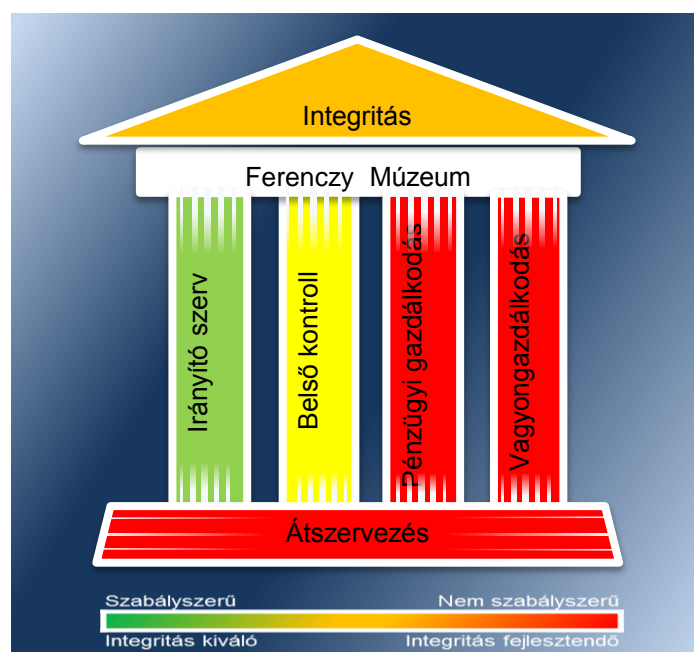 Integritás
Ferenczy Múzeum
Irányító szerv
Belső kontroll
Pénzügyi gazdálkodás
Vagyongazdálkodás
Átszervezés
Szabályszerű
Nem szabályszerű
Integritás kiváló
Integritás fejlesztendő